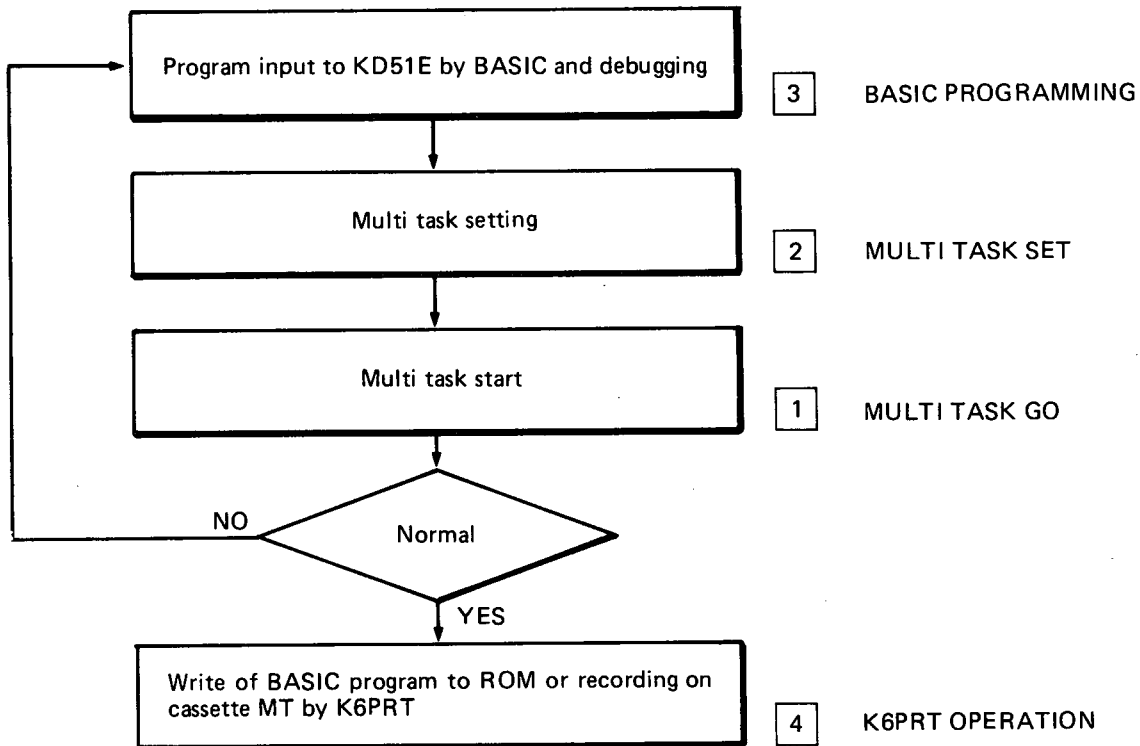 Program input to KD51E by BASIC and debugging
3 BASIC PROGRAMMING
Multi task setting
2 MULTI TASK SET
Multi task start
1 MULTI TASK GO
Normal
NO
YES
Write of BASIC program to ROM or recording on
cassette MT by K6PRT
4 K6PRT OPERATION